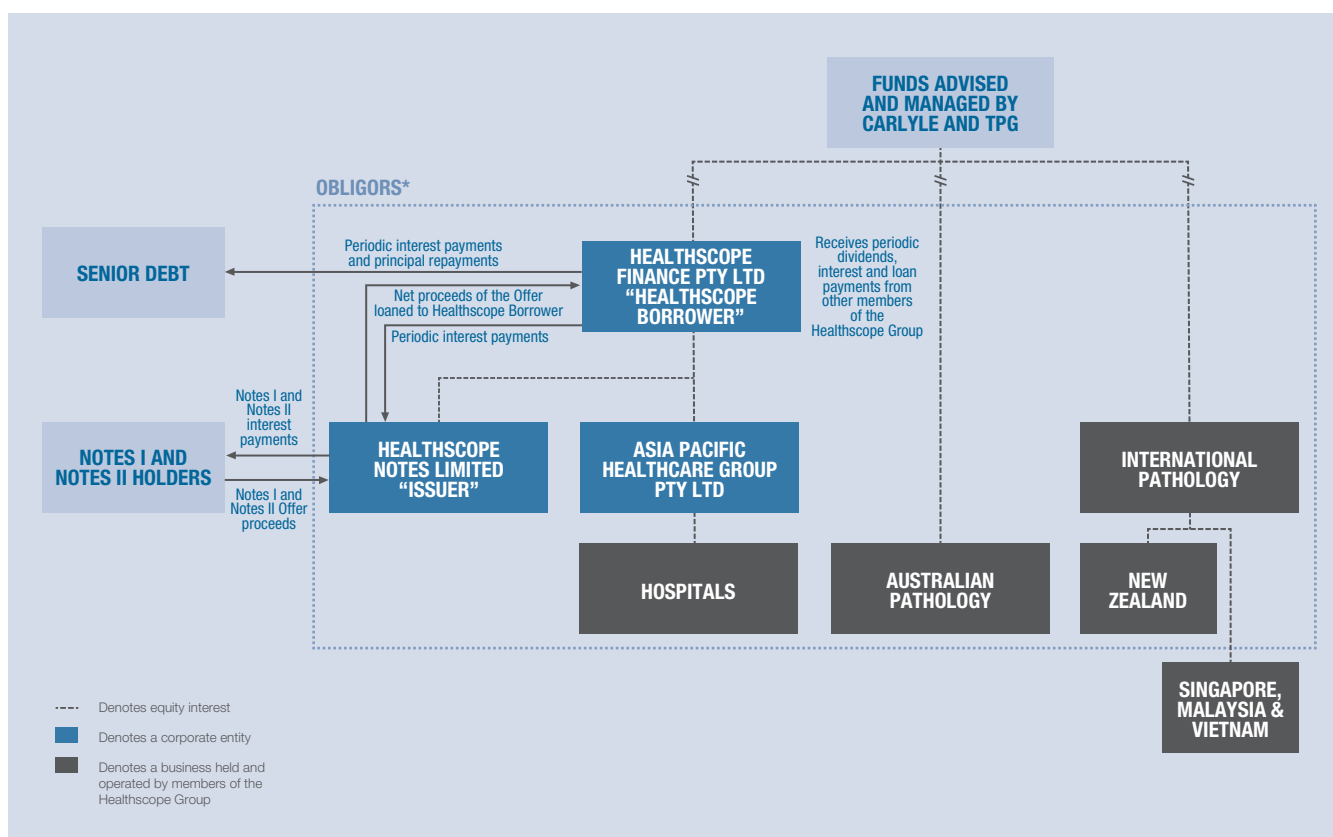 FUNDS ADVISED
AND MANAGED BY
CARLYLE AND TPG
OBLIGORS*
SENIOR DEBT
Periodic interest payments
and principal repayments
HEALTHSCOPE
FINANCE PTY LTD
“HEALTHSCOPE
BORROWER”
Receives periodic
dividends,
interest and loan
payments from
other members
of the
Healthscope Group
Net proceeds of the Offer
loaned to Healthscope Borrower
Periodic interest payments
Notes I and
Notes II
interest
payments
NOTES I AND
NOTES II HOLDERS
Notes I and
Notes II Offer
proceeds
HEALTHSCOPE
NOTES LIMITED
“ISSUER”
ASIA PACIFIC
HEALTHCARE GROUP
PTY LTD
INTERNATIONAL
PATHOLOGY
HOSPITALS
AUSTRALIAN
PATHOLOGY
NEW
ZEALAND
SINGAPORE,
MALAYSIA &
VIETNAM
Denotes equity interest
Denotes a corporate entity
Denotes a business held and
operated by members of the
Healthscope Group